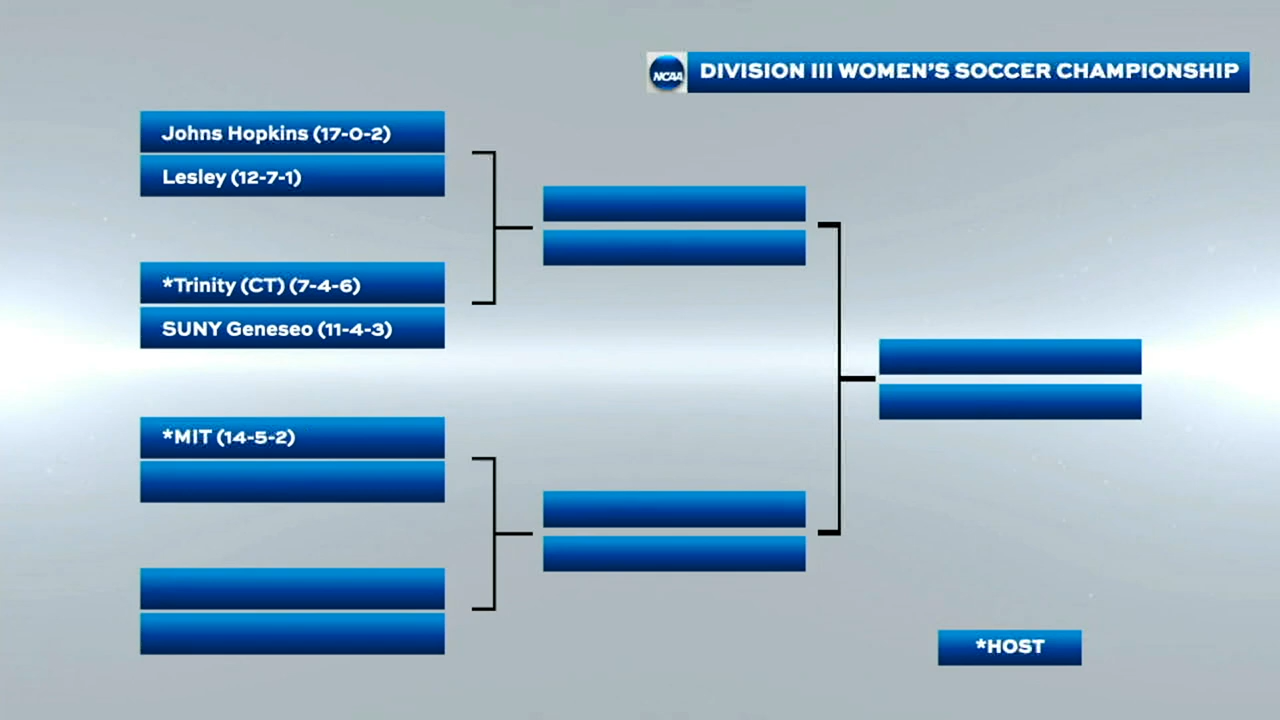 NCAA DIVISION III WOMEN'S SOCCER CHAMPIONSHIP
Johns Hopkins (17-0-2)
Lesley (12-7-1)
*Trinity (CT) (7-4-6)
SUNY Geneseo (11-4-3)
*MIT (14-5-2)
*HOST